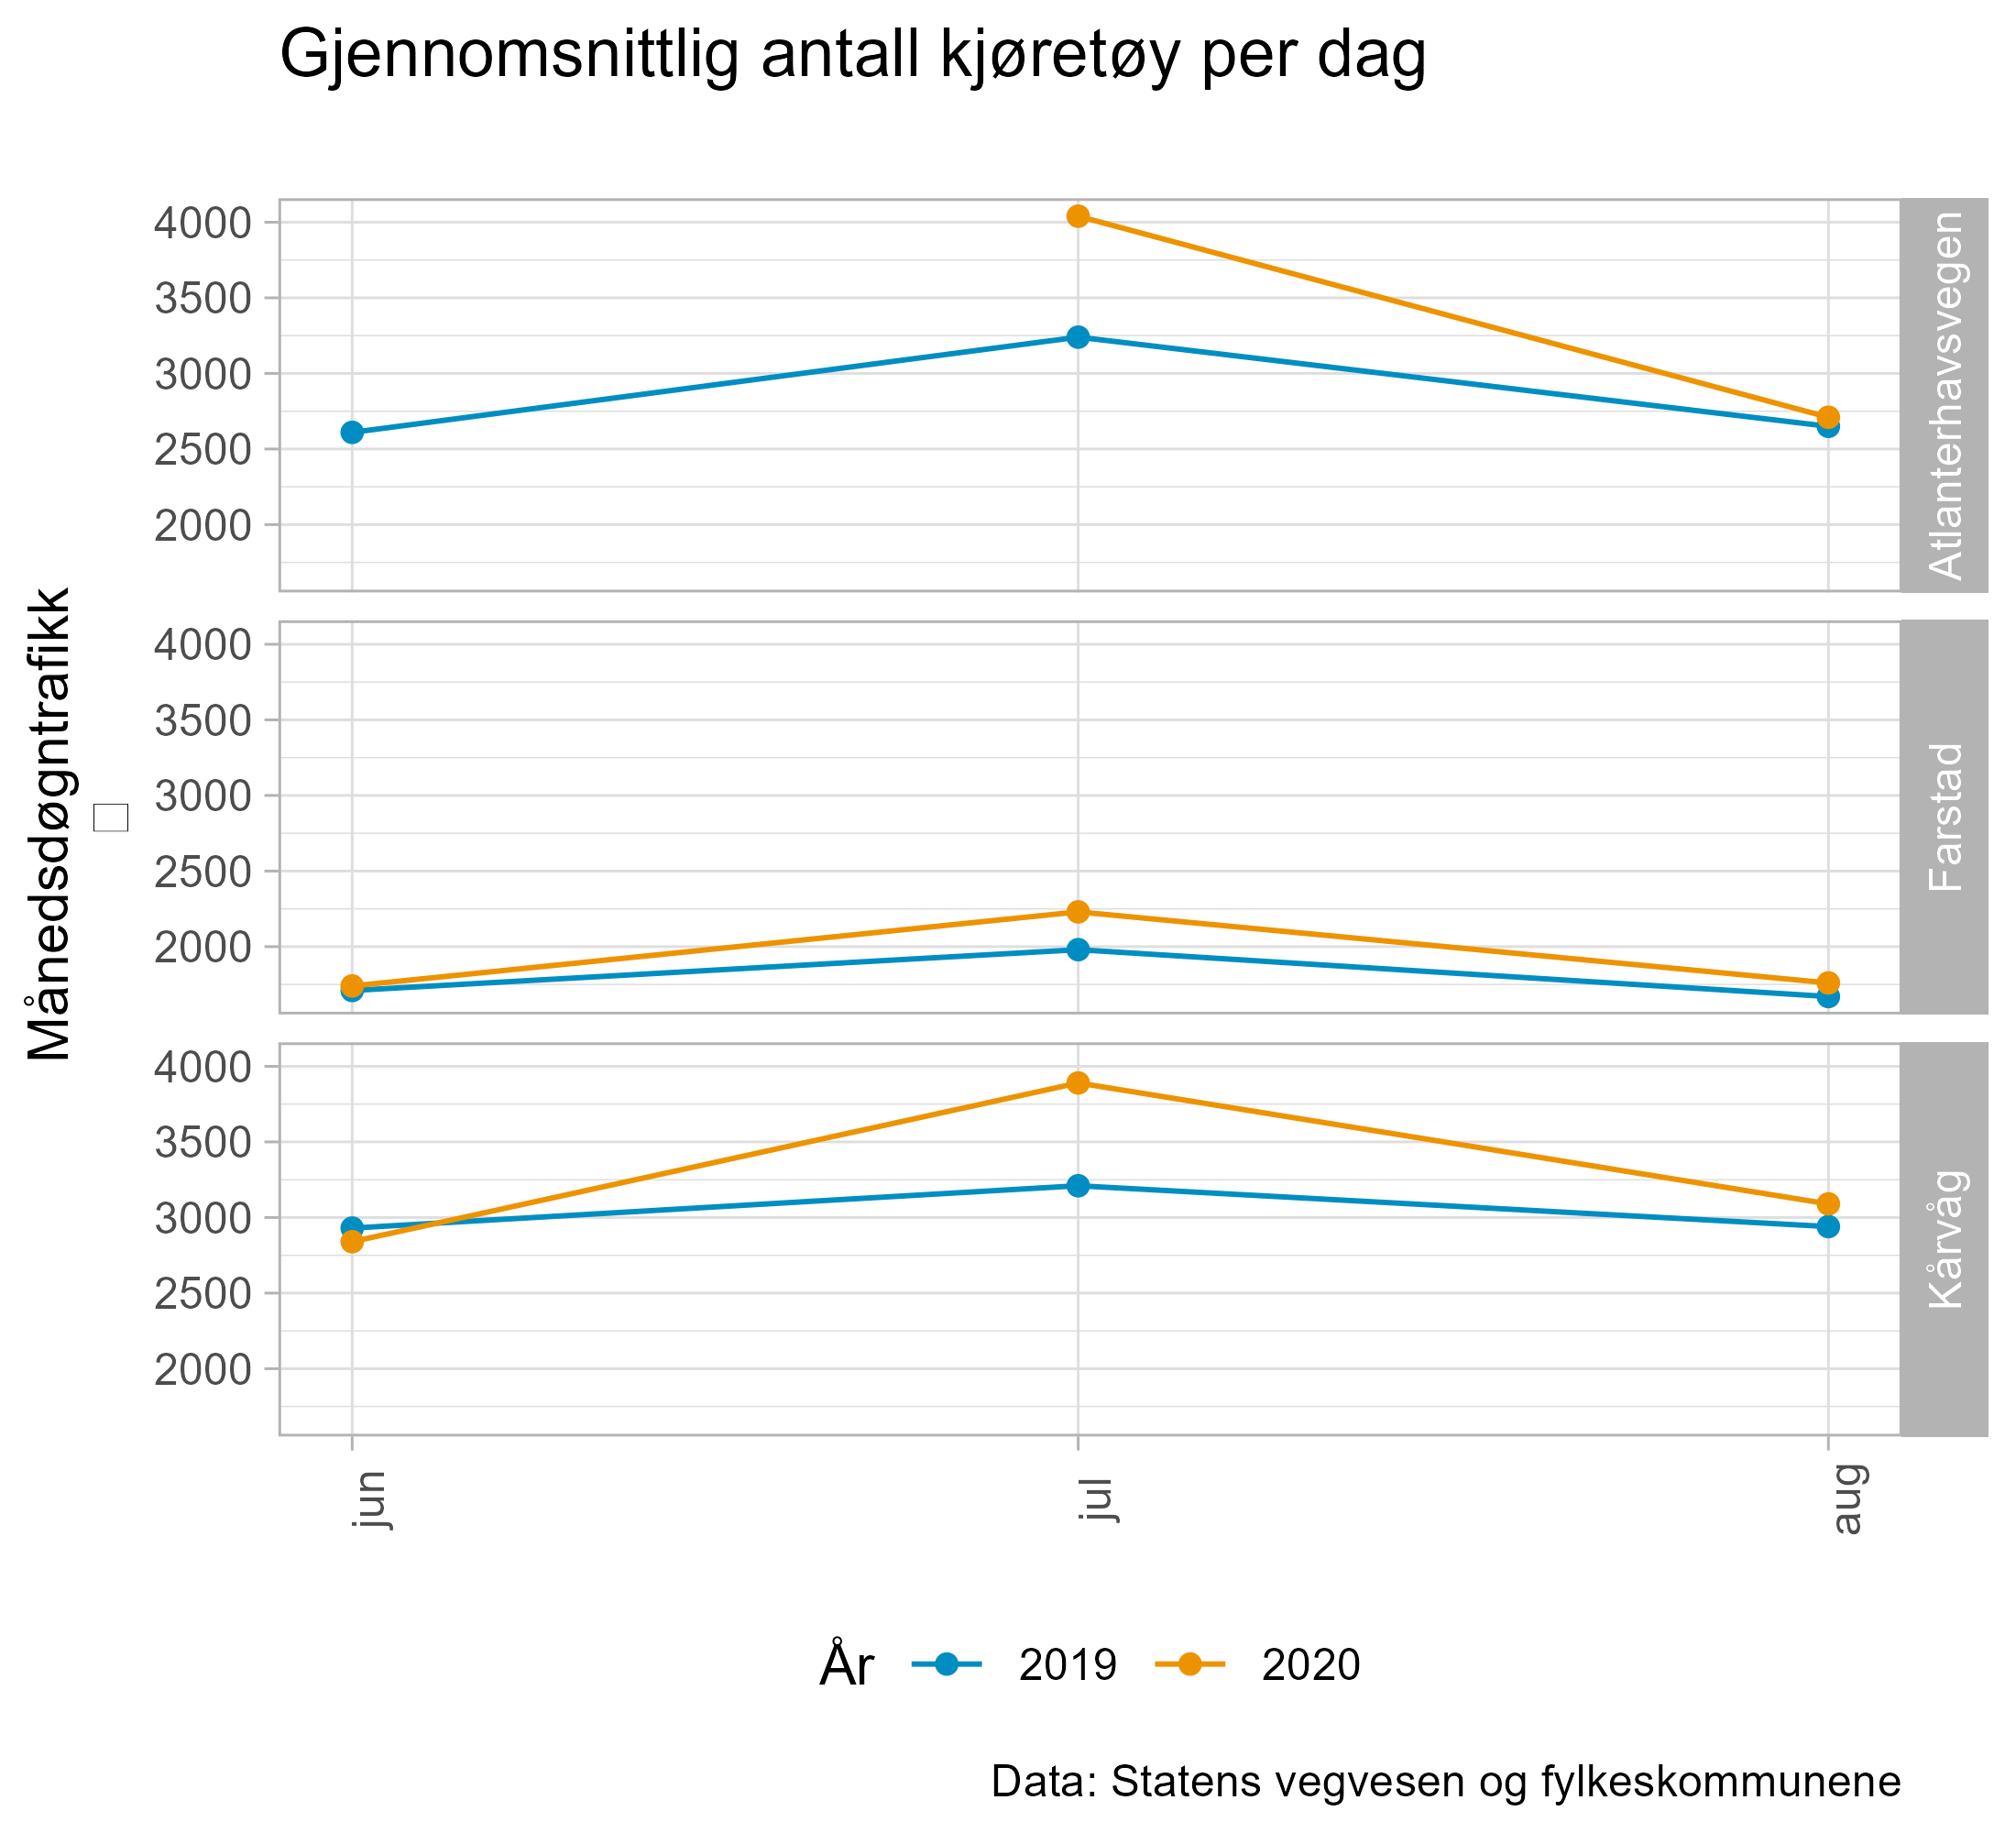 Gjennomsnittlig antall kjøretøy per dag
Månedsdøgntrafikk
4000
3500
3000
2500
2000
Atlanterhavsvegen
4000
3500
3000
2500
2000
Farstad
4000
3500
3000
2500
2000
Kårvåg
jun jul aug
År 2019 2020
Data: Statens vegvesen og fylkeskommunene